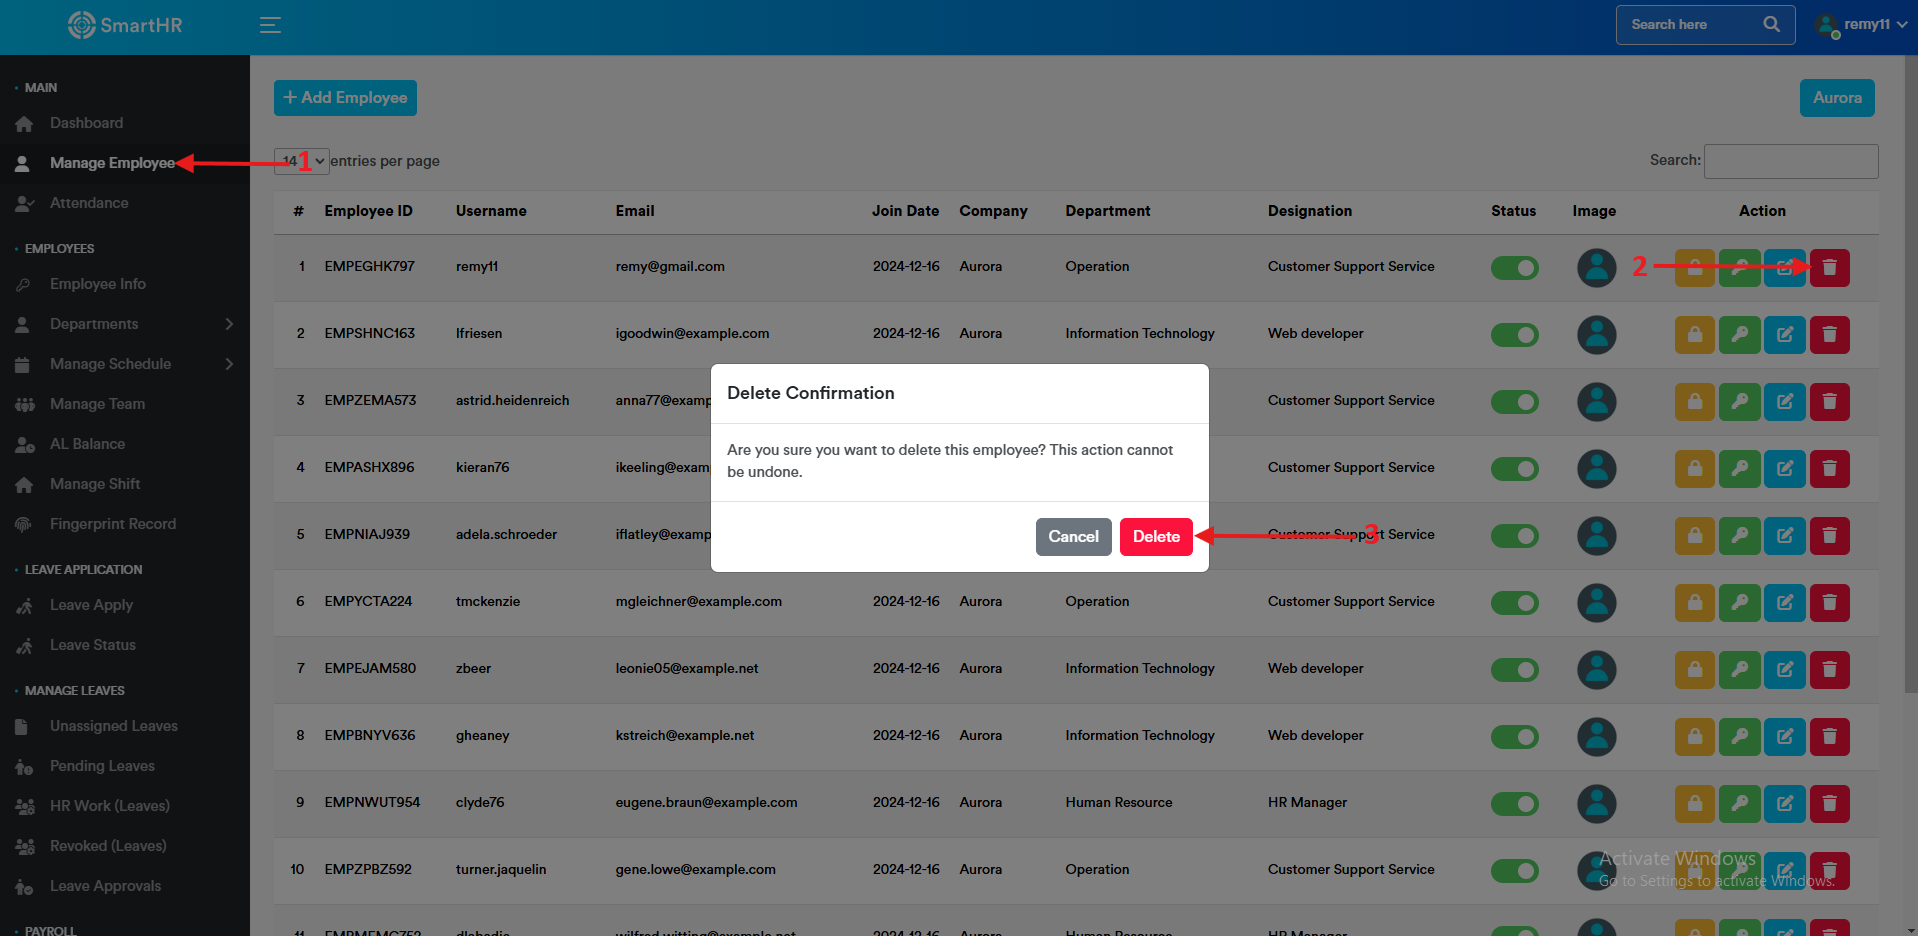 SmartHR
Search here
remy11
MAIN
Dashboard
Manage Employee
Attendance
EMPLOYEES
Employee Info
Departments
Manage Schedule
Manage Team
AL Balance
Manage Shift
Fingerprint Record
LEAVE APPLICATION
Leave Apply
Leave Status
MANAGE LEAVES
Unassigned Leaves
Pending Leaves
HR Work (Leaves)
Revoked (Leaves)
Leave Approvals
PAYROLL
+ Add Employee
Aurora
1
14 entries per page
Search:
# Employee ID Username Email Join Date Company Department Designation Status Image Action
1 EMPEGHK797 remy11 remy@gmail.com 2024-12-16 Aurora Operation Customer Support Service 2
2 EMPSHNC163 lfriesen igoodwin@example.com 2024-12-16 Aurora Information Technology Web developer
3 EMPZEMA573 astrid.heidenreich anna77@examp Customer Support Service
4 EMPASHX896 kieran76 ikeeling@exam Customer Support Service
5 EMPNIAJ939 adela.schroeder iflatley@examp Customer Support Service
6 EMPYCTA224 tmckenzie mgleichner@example.com 2024-12-16 Aurora Operation Customer Support Service
7 EMPEJAM580 zbeer leonie05@example.net 2024-12-16 Aurora Information Technology Web developer
8 EMPBNYV636 gheaney kstreich@example.net 2024-12-16 Aurora Information Technology Web developer
9 EMPNWUT954 clyde76 eugene.braun@example.com 2024-12-16 Aurora Human Resource HR Manager
10 EMPZPBZ592 turner.jaquelin gene.lowe@example.com 2024-12-16 Aurora Operation Customer Support Service
Delete Confirmation
Are you sure you want to delete this employee? This action cannot
be undone.
Cancel Delete
3
Activate Windows
Go to Settings to activate Windows.